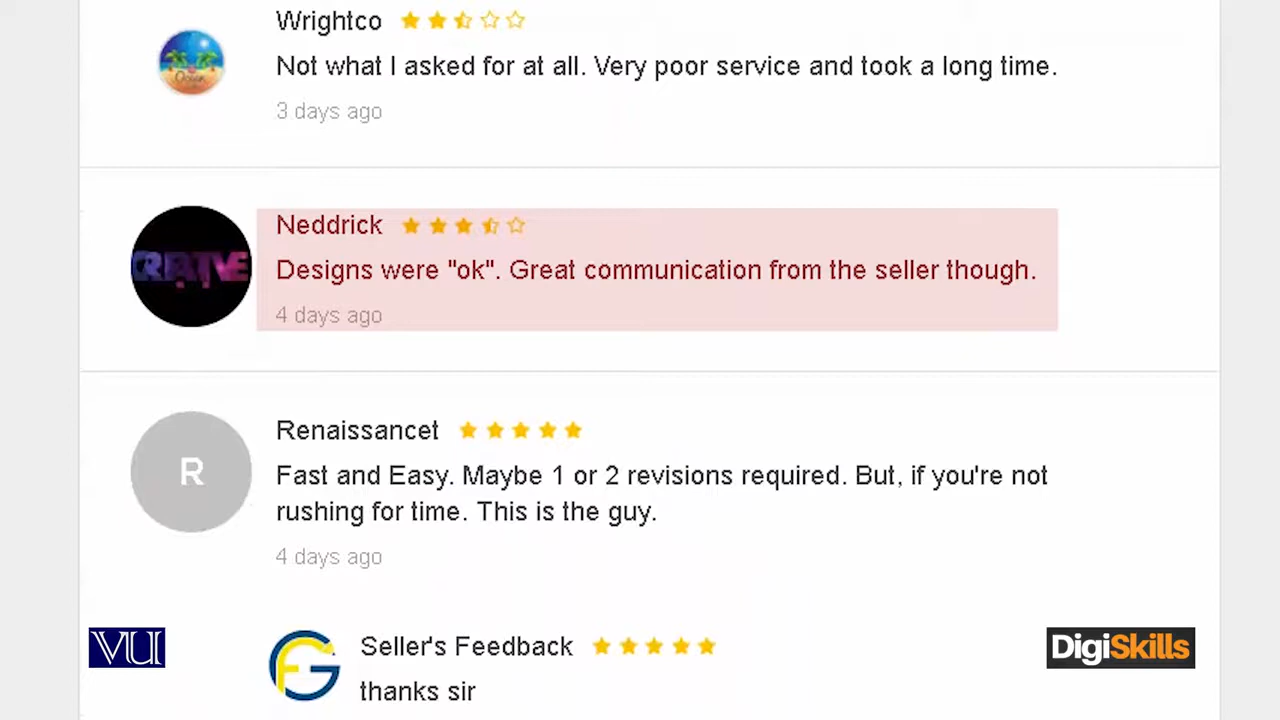 Wrightco
Not what I asked for at all. Very poor service and took a long time.
3 days ago
Ocean
Neddrick
Designs were "ok". Great communication from the seller though.
4 days ago
CREATIVE
Renaissancet
R
Fast and Easy. Maybe 1 or 2 revisions required. But, if you're not
rushing for time. This is the guy.
4 days ago
VU
FG
Seller's Feedback
thanks sir
DigiSkills